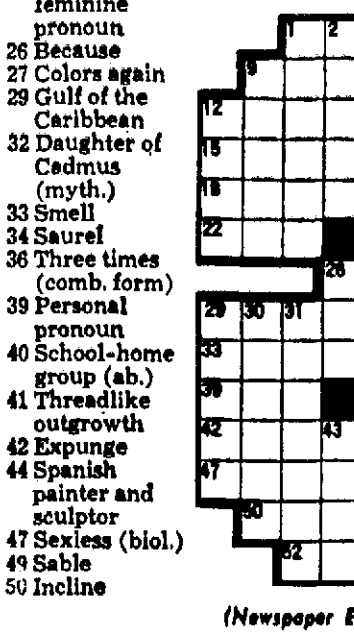 feminine
pronoun
26 Because
27 Colors again
29 Gulf of the
Caribbean
32 Daughter of
Cadmus
(myth.)
33 Smell
34 Saurel
36 Three times
(comb. form)
39 Personal
pronoun
40 School-home
group (ab.)
41 Threadlike
outgrowth
42 Expunge
44 Spanish
painter and
sculptor
47 Sexless (biol.)
49 Sable
50 Incline
1 2
9
12
15
18
22
26
29 30 31
33
39
42 43
47
50
52
(Newspaper E